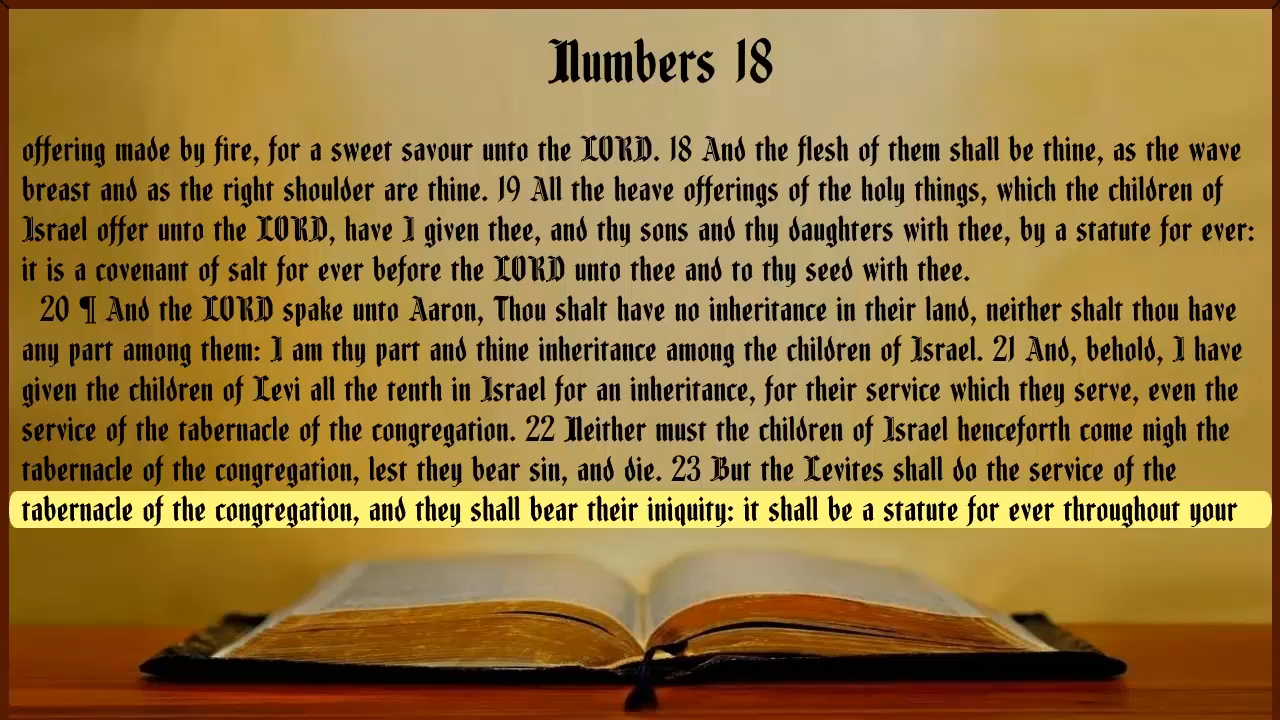 Numbers 18
offering made by fire, for a sweet savour unto the LORD. 18 And the flesh of them shall be thine, as the wave
breast and as the right shoulder are thine. 19 All the heave offerings of the holy things, which the children of
Israel offer unto the LORD, have I given thee, and thy sons and thy daughters with thee, by a statute for ever:
it is a covenant of salt for ever before the LORD unto thee and to thy seed with thee.
20 ¶ And the LORD spake unto Aaron, Thou shalt have no inheritance in their land, neither shalt thou have
any part among them: I am thy part and thine inheritance among the children of Israel. 21 And, behold, I have
given the children of Levi all the tenth in Israel for an inheritance, for their service which they serve, even the
service of the tabernacle of the congregation. 22 Neither must the children of Israel henceforth come nigh the
tabernacle of the congregation, lest they bear sin, and die. 23 But the Levites shall do the service of the
tabernacle of the congregation, and they shall bear their iniquity: it shall be a statute for ever throughout your